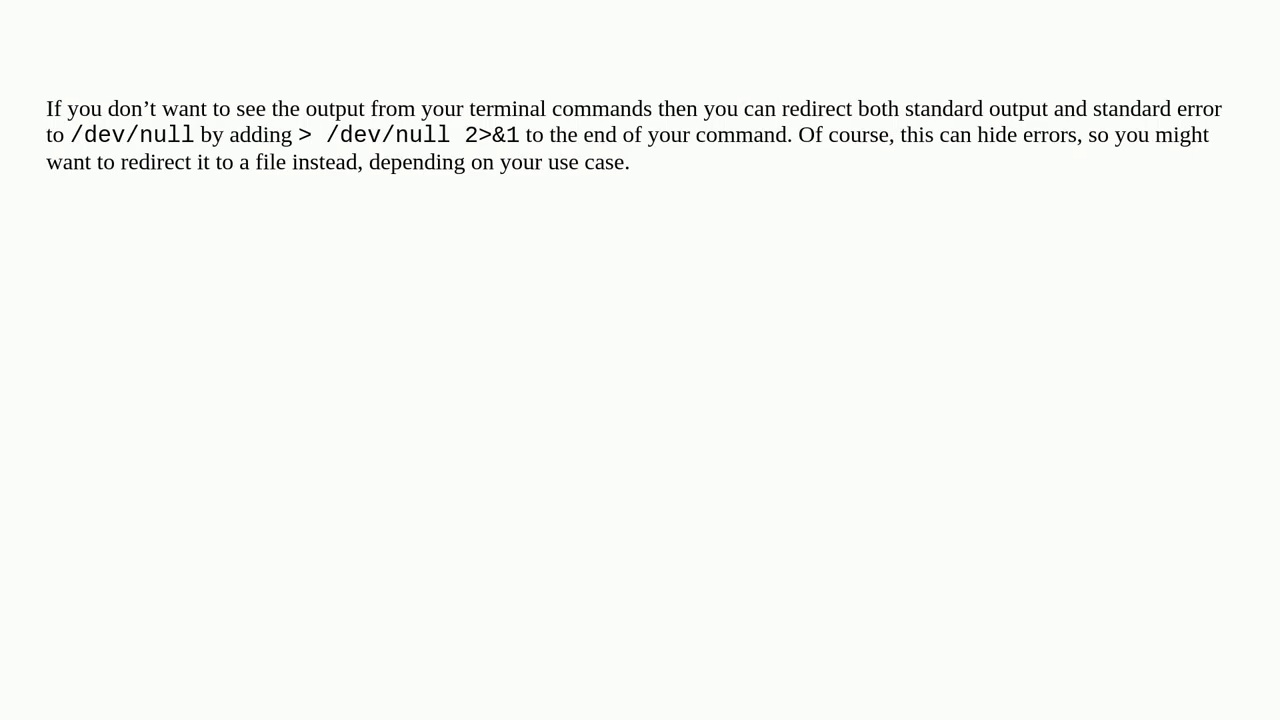 If you don’t want to see the output from your terminal commands then you can redirect both standard output and standard error
to /dev/null by adding > /dev/null 2>&1 to the end of your command. Of course, this can hide errors, so you might
want to redirect it to a file instead, depending on your use case.